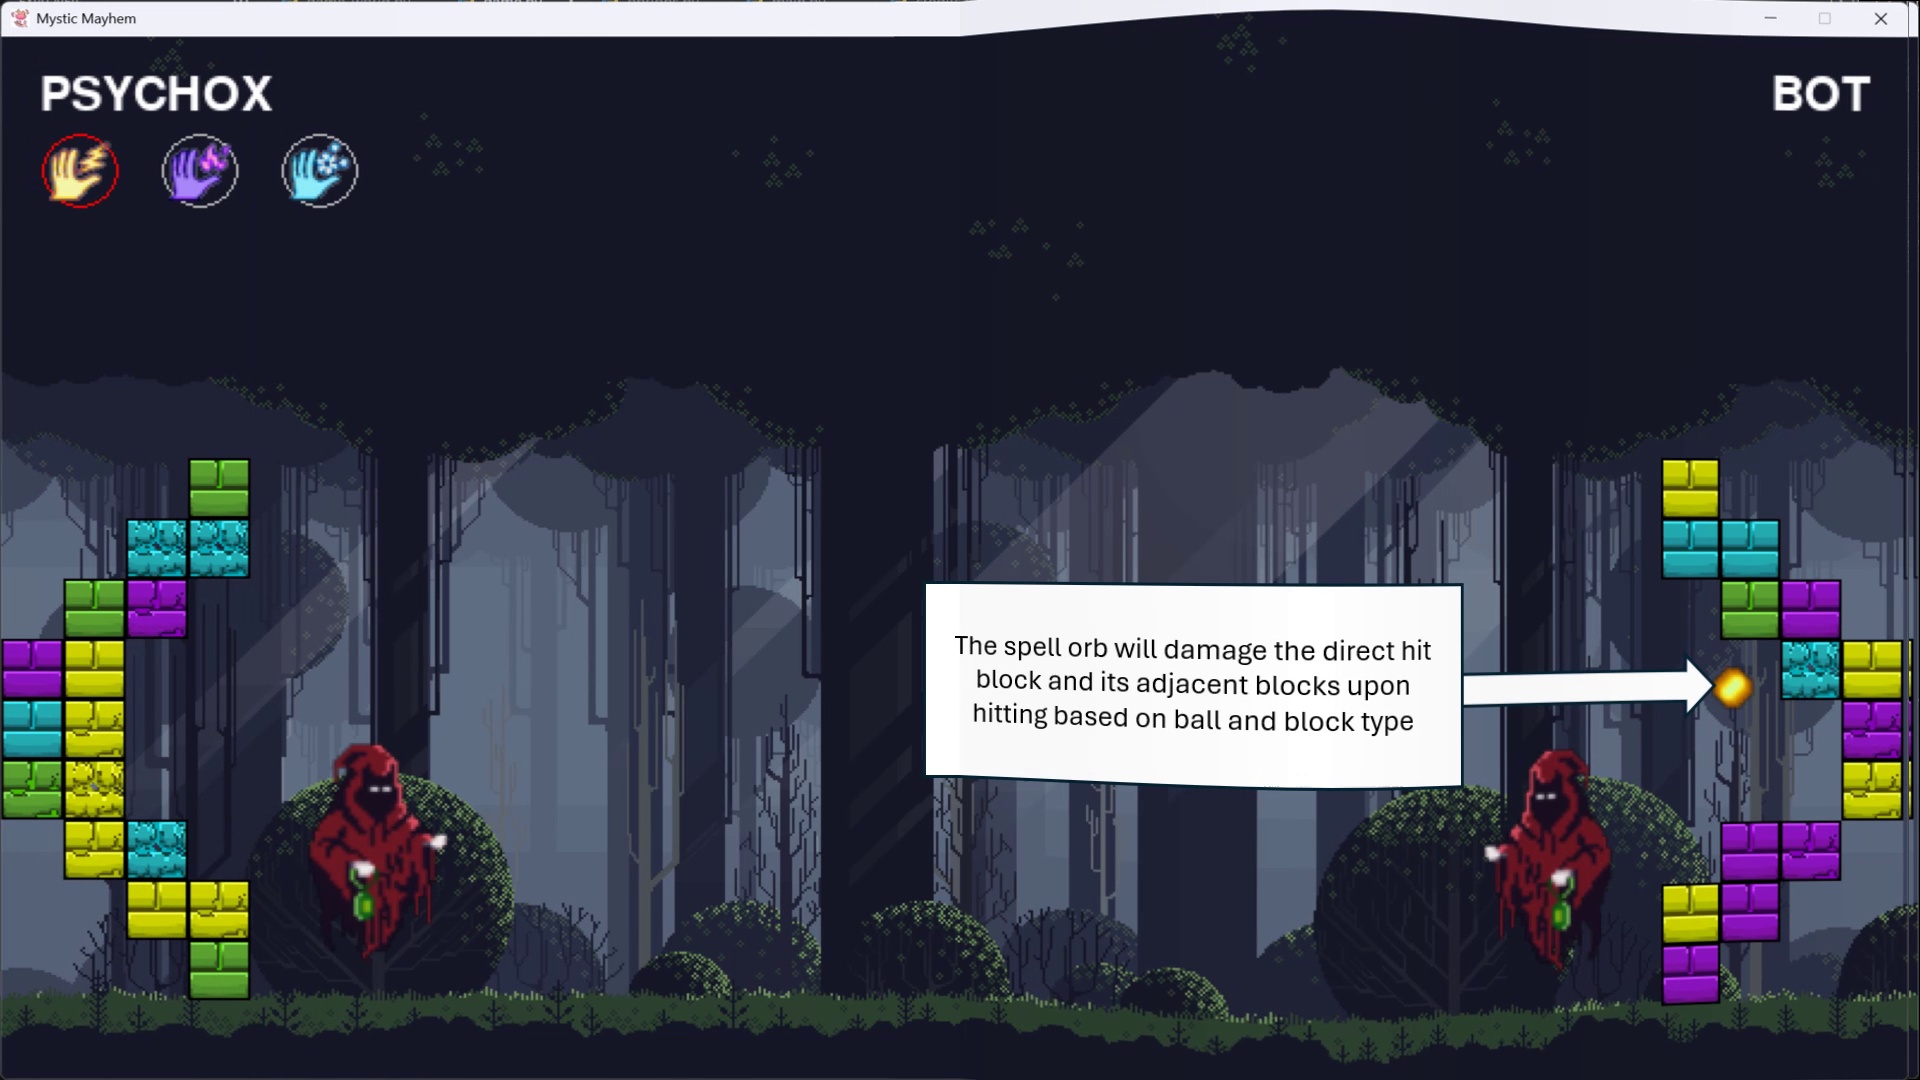 Mystic Mayhem
PSYCHOX
BOT
The spell orb will damage the direct hit
block and its adjacent blocks upon
hitting based on ball and block type